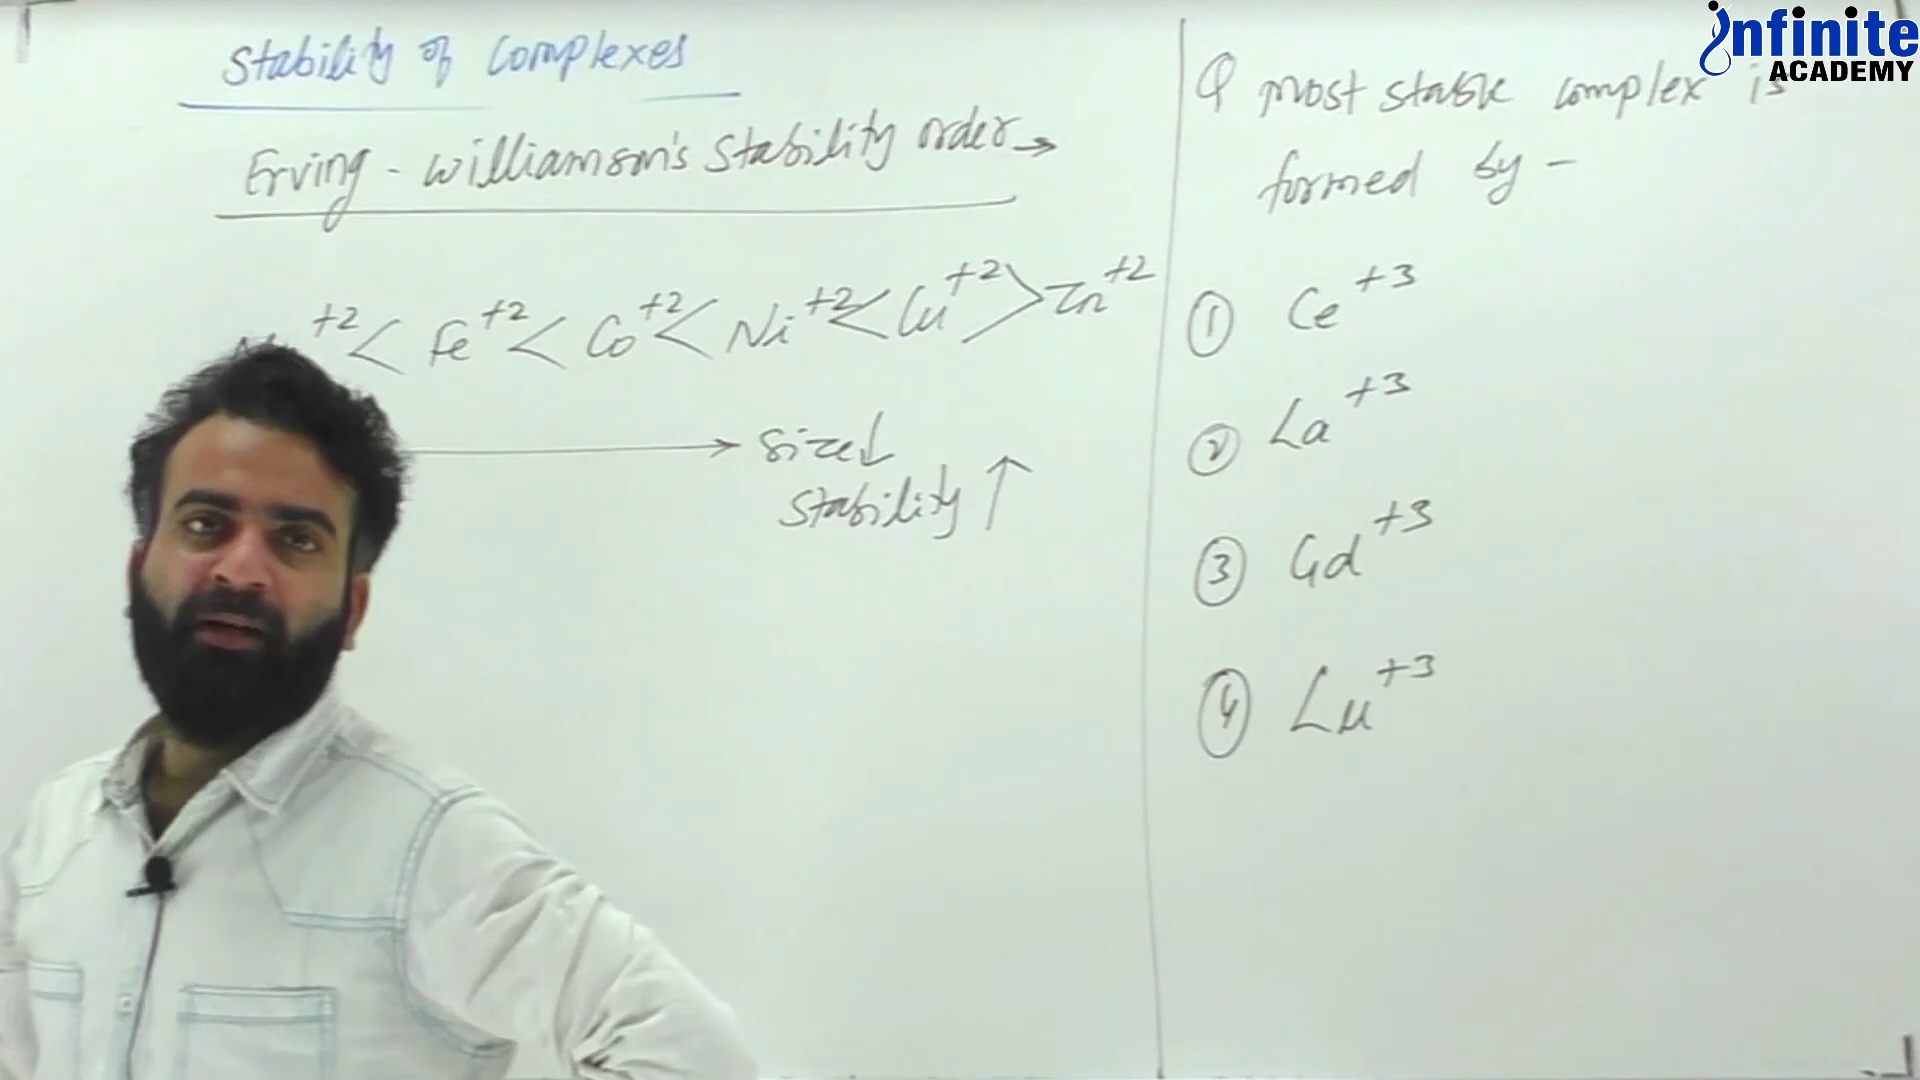 Stability of Complexes
Erving - Williamson's Stability order →
+2 < Fe+2 < Co+2 < Ni+2 < Cu+2 > Zn+2
→ Size ↓
Stability ↑
Q most stable complex is
formed by -
① Ce+3
② La+3
③ Gd+3
④ Lu+3
infinite
ACADEMY